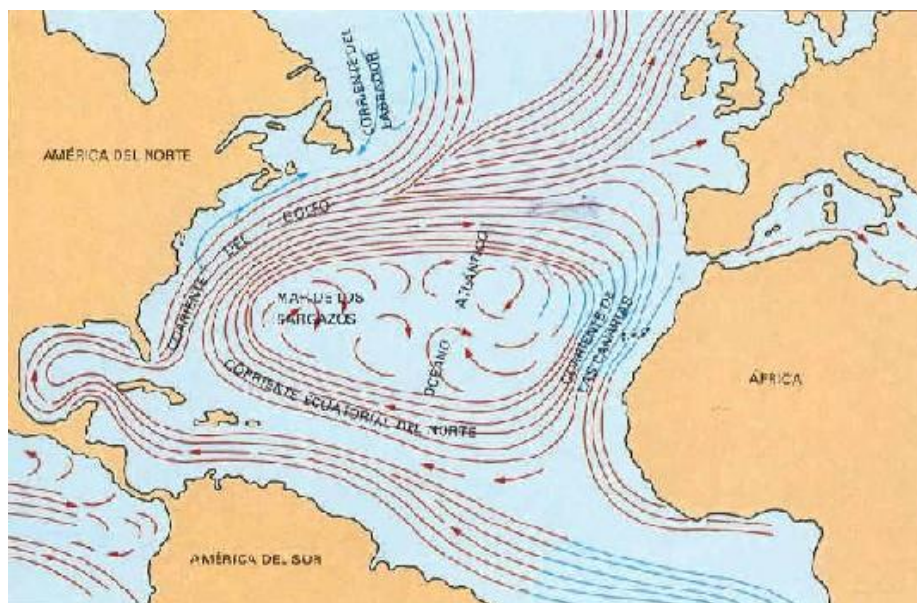 CORRIENTE DEL
LABRADOR
AMÉRICA DEL NORTE
CORRIENTE DEL GOLFO
MAR DE LOS
SARGAZOS
OCÉANO ATLÁNTICO
CORRIENTE DE
LAS CANARIAS
CORRIENTE ECUATORIAL DEL NORTE
ÁFRICA
AMÉRICA DEL SUR